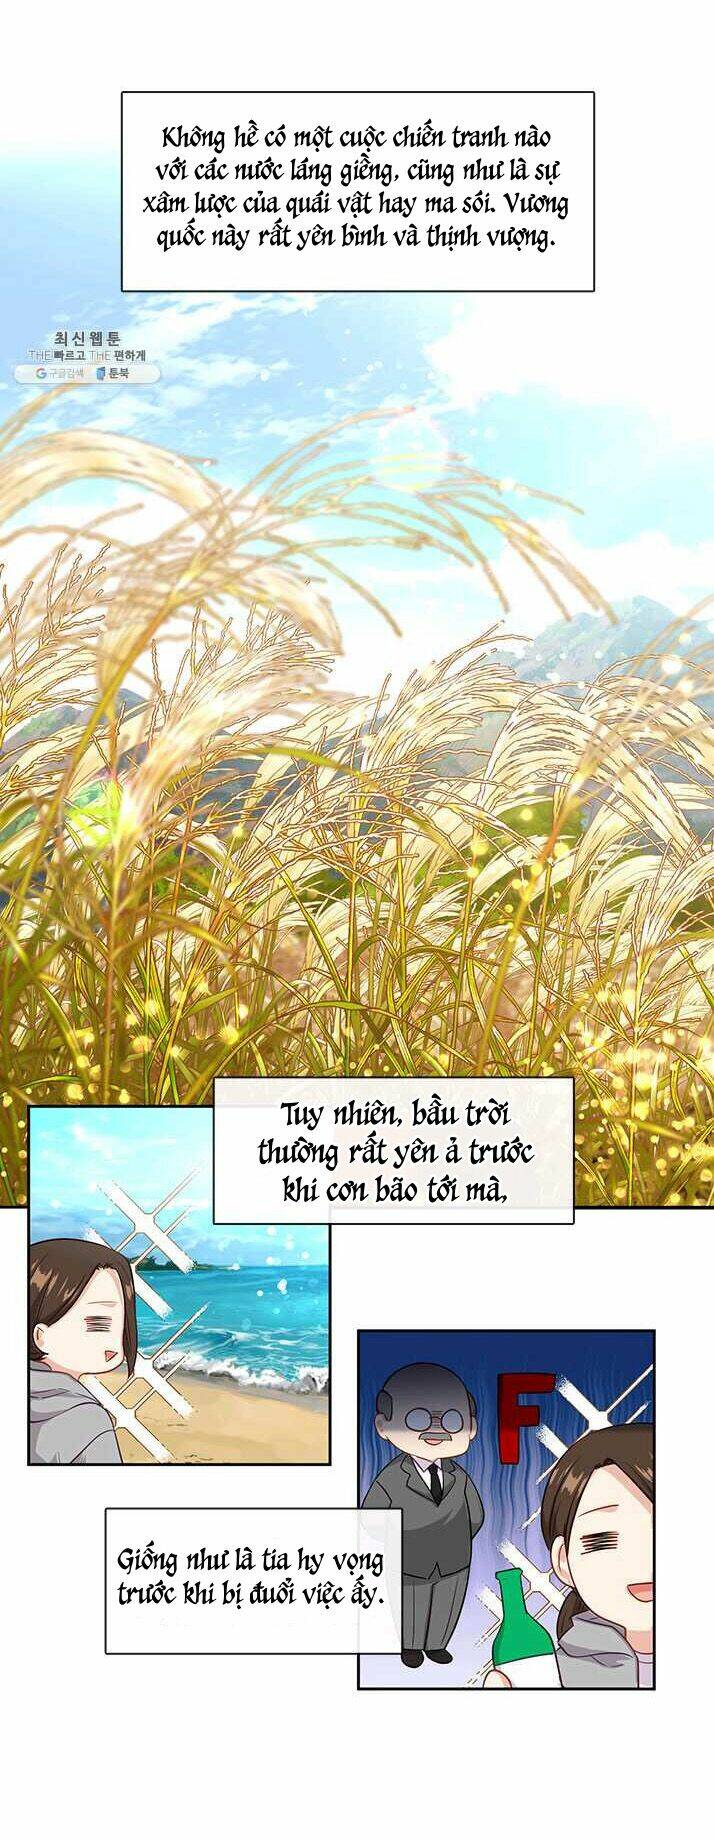 Không hề có một cuộc chiến tranh nào
với các nước láng giềng, cũng như là sự
xâm lược của quái vật hay ma sói. Vương
quốc này rất yên bình và thịnh vượng.
최신웹툰
THE빠르고 THE편하게
G구글검색 툰북
Tuy nhiên, bầu trời
thường rất yên ả trước
khi cơn bão tới mà,
F
Giống như là tia hy vọng
trước khi bị đuổi việc ấy.